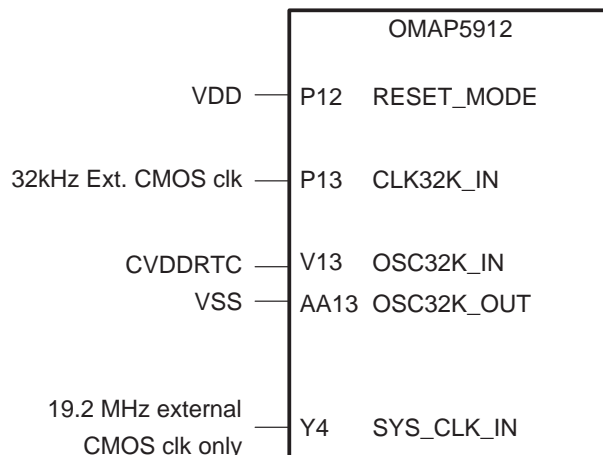 OMAP5912
VDD P12 RESET_MODE
32kHz Ext. CMOS clk P13 CLK32K_IN
CVDDRTC V13 OSC32K_IN
VSS AA13 OSC32K_OUT
19.2 MHz external
CMOS clk only
Y4 SYS_CLK_IN